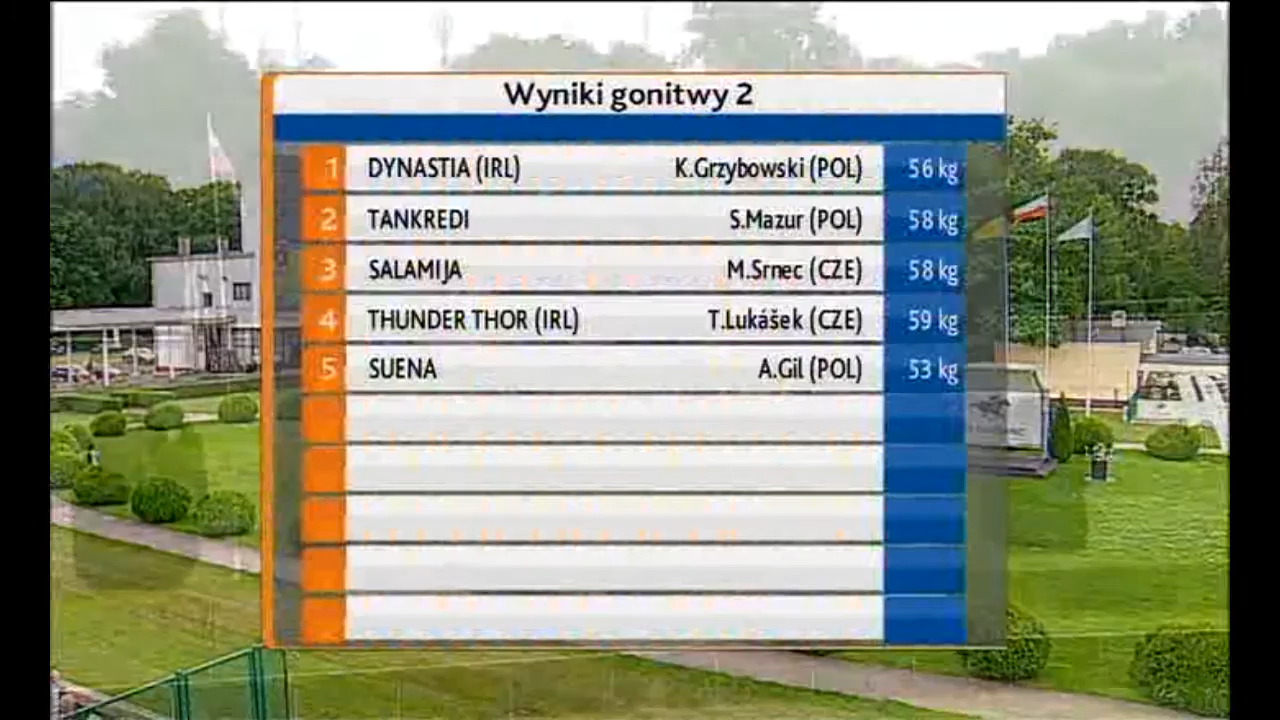 Wyniki gonitwy 2
1 DYNASTIA (IRL) K.Grzybowski (POL) 56 kg
2 TANKREDI S.Mazur (POL) 58 kg
3 SALAMIJA M.Srnec (CZE) 58 kg
4 THUNDER THOR (IRL) T.Lukášek (CZE) 59 kg
5 SUENA A.Gil (POL) 53 kg